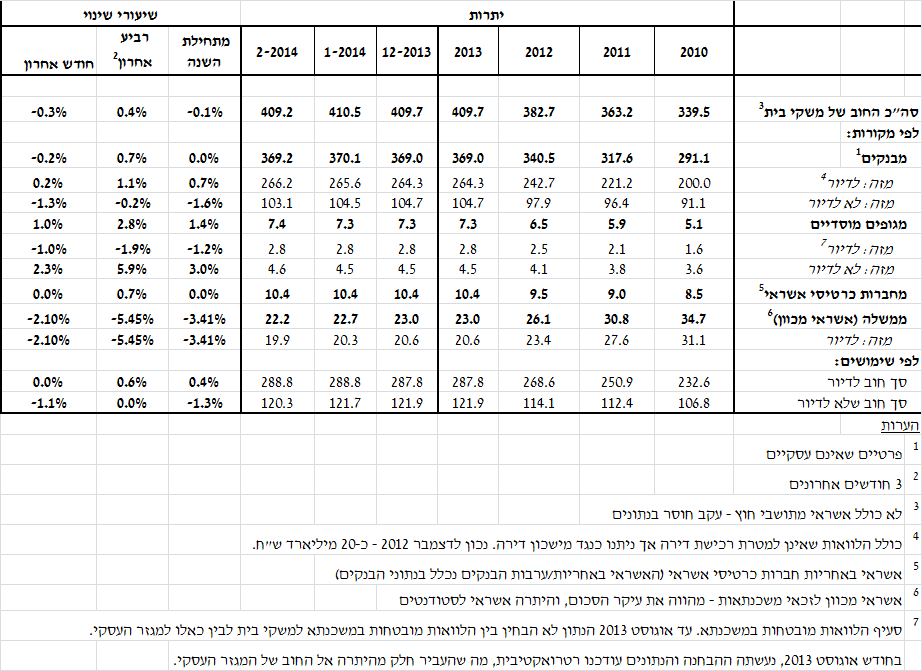 יתרות שיעורי שינוי
2010 2011 2012 2013 12-2013 1-2014 2-2014 מתחילת השנה רביע אחרון2 חודש אחרון
סה״כ החוב של משקי בית3 339.5 363.2 382.7 409.7 409.7 410.5 409.2 -0.1% 0.4% -0.3%
לפי מקורות:
מבנקים1 291.1 317.6 340.5 369.0 369.0 370.1 369.2 0.0% 0.7% -0.2%
מזה: לדיור4 200.0 221.2 242.7 264.3 264.3 265.6 266.2 0.7% 1.1% 0.2%
מזה: לא לדיור 91.1 96.4 97.9 104.7 104.7 104.5 103.1 -1.6% -0.2% -1.3%
מגופים מוסדיים 5.1 5.9 6.5 7.3 7.3 7.3 7.4 1.4% 2.8% 1.0%
מזה: לדיור7 1.6 2.1 2.5 2.8 2.8 2.8 2.8 -1.2% -1.9% -1.0%
מזה: לא לדיור 3.6 3.8 4.1 4.5 4.5 4.5 4.6 3.0% 5.9% 2.3%
מחברות כרטיסי אשראי5 8.5 9.0 9.5 10.4 10.4 10.4 10.4 0.0% 0.7% 0.0%
ממשלה (אשראי מכוון)6 34.7 30.8 26.1 23.0 23.0 22.7 22.2 -3.41% -5.45% -2.10%
מזה: לדיור 31.1 27.6 23.4 20.6 20.6 20.3 19.9 -3.41% -5.45% -2.10%
לפי שימושים:
סך חוב לדיור 232.6 250.9 268.6 287.8 287.8 288.8 288.8 0.4% 0.6% 0.0%
סך חוב שלא לדיור 106.8 112.4 114.1 121.9 121.9 121.7 120.3 -1.3% 0.0% -1.1%
הערות
1 פרטיים שאינם עסקיים
2 3 חודשים אחרונים
3 לא כולל אשראי מתושבי חוץ - עקב חוסר בנתונים
4 כולל הלוואות שאינן למטרת רכישת דירה אך ניתנו כנגד מישכון דירה. נכון לדצמבר 2012 - כ-20 מיליארד ש״ח.
5 אשראי באחריות חברות כרטיסי אשראי (האשראי באחריות/ערבות הבנקים נכלל בנתוני הבנקים)
6 אשראי מכוון לזכאי משכנתאות - מהווה את עיקר הסכום, והיתרה אשראי לסטודנטים
7 סעיף הלוואות מובטחות במשכנתא. עד אוגוסט 2013 הנתון לא הבחין בין הלוואות מובטחות במשכנתא למשקי בית לבין כאלו למגזר העסקי.
בחודש אוגוסט 2013, נעשתה ההבחנה והנתונים עודכנו רטרואקטיבית, מה שהעביר חלק מהיתרה אל החוב של המגזר העסקי.